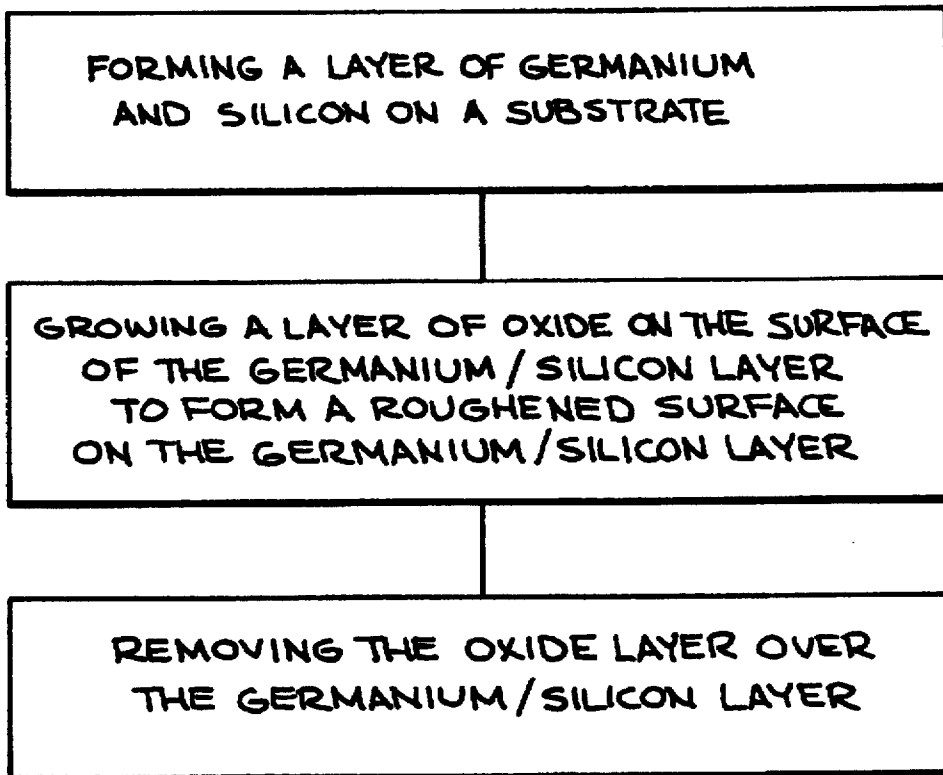 FORMING A LAYER OF GERMANIUM
AND SILICON ON A SUBSTRATE
GROWING A LAYER OF OXIDE ON THE SURFACE
OF THE GERMANIUM/SILICON LAYER
TO FORM A ROUGHENED SURFACE
ON THE GERMANIUM/SILICON LAYER
REMOVING THE OXIDE LAYER OVER
THE GERMANIUM/SILICON LAYER